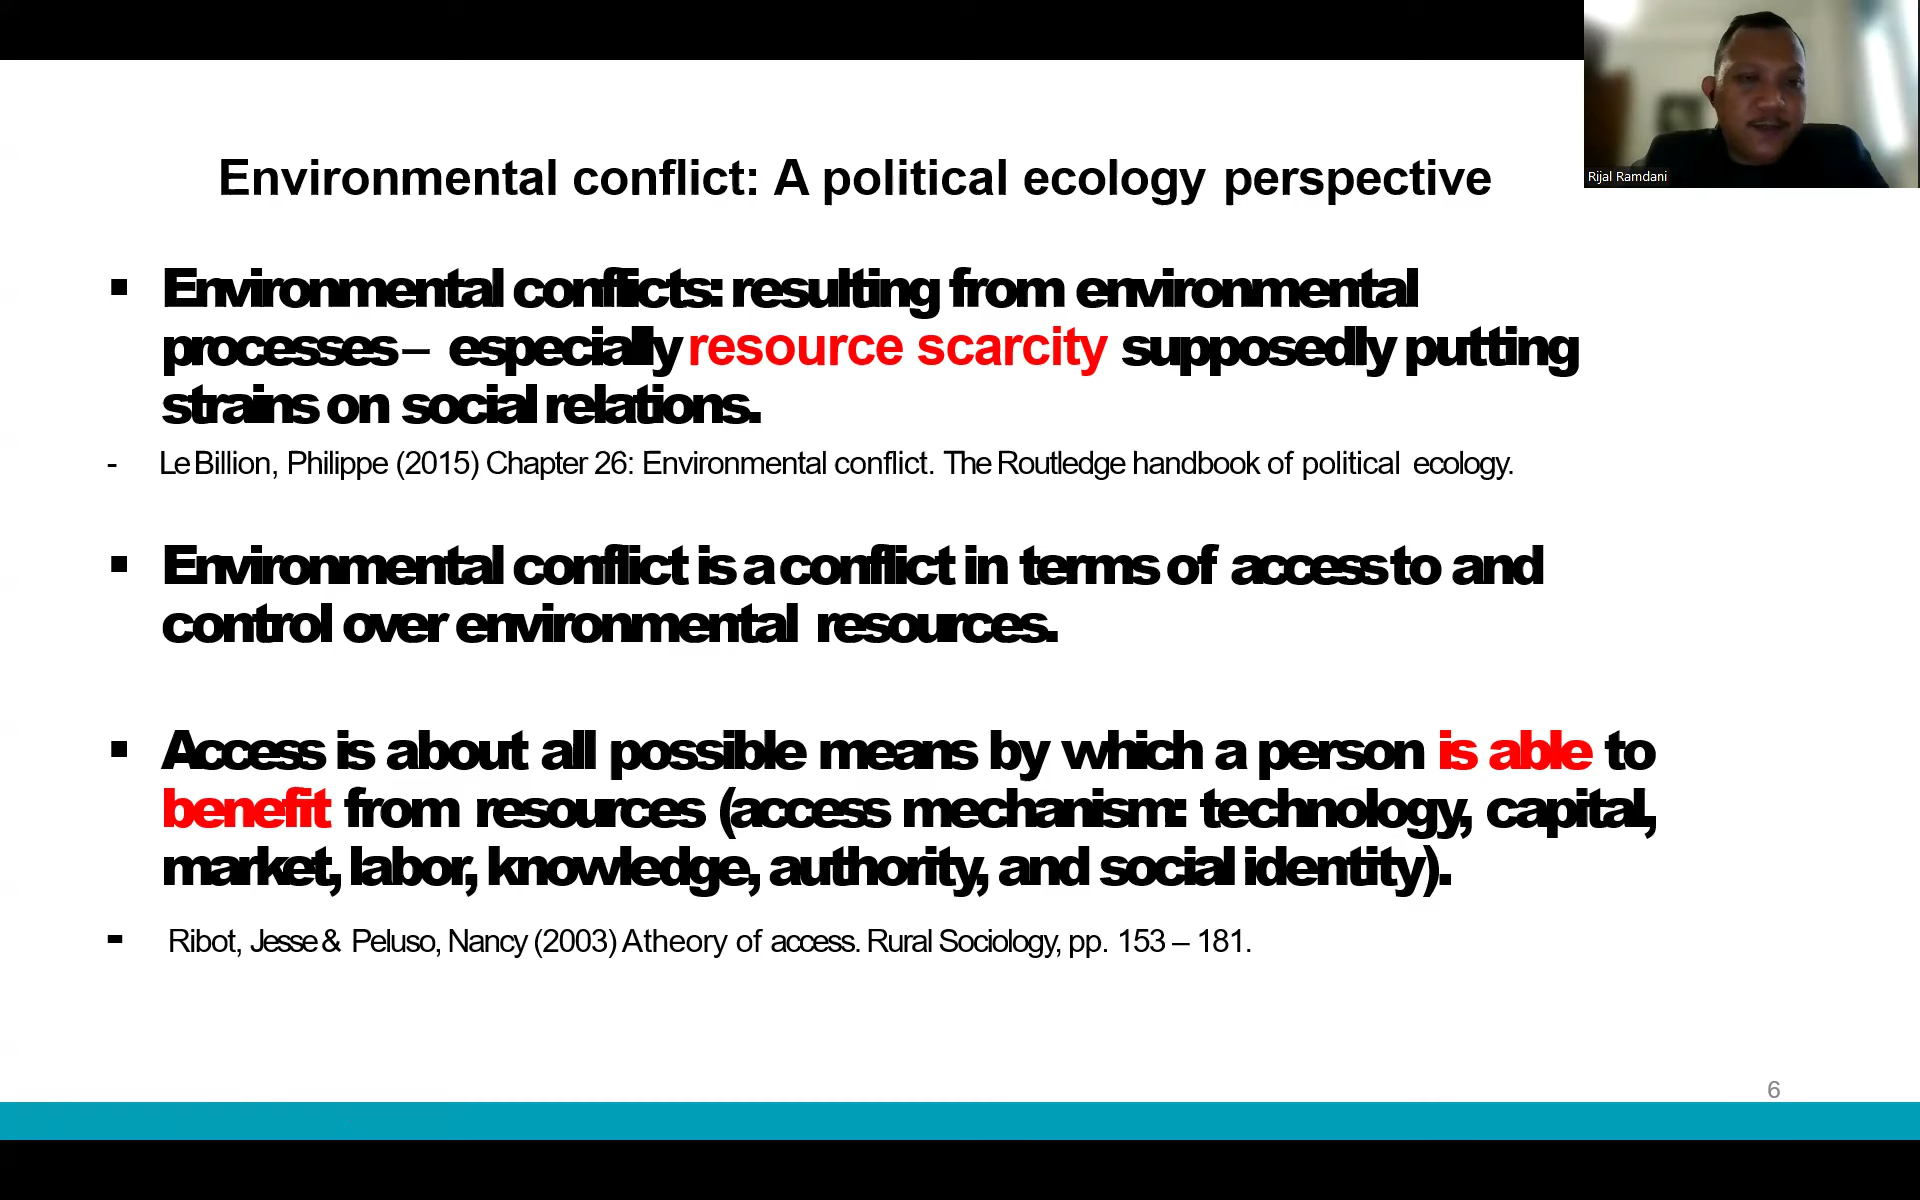 Rijal Ramdani
Environmental conflict: A political ecology perspective
▪ Environmental conflicts: resulting from environmental
processes – especially resource scarcity supposedly putting
strains on social relations.
- Le Billion, Philippe (2015) Chapter 26: Environmental conflict. The Routledge handbook of political ecology.
▪ Environmental conflict is a conflict in terms of access to and
control over environmental resources.
▪ Access is about all possible means by which a person is able to
benefit from resources (access mechanism: technology, capital,
market, labor, knowledge, authority, and social identity).
- Ribot, Jesse & Peluso, Nancy (2003) A theory of access. Rural Sociology, pp. 153 – 181.
6